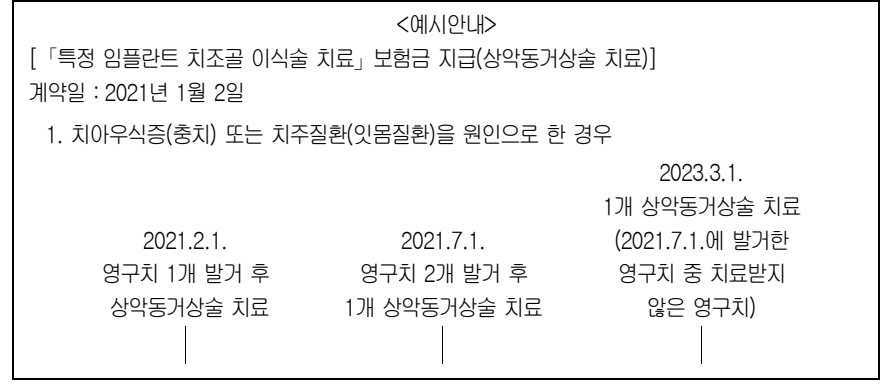 <예시안내>
[「특정 임플란트 치조골 이식술 치료」보험금 지급(상악동거상술 치료)]
계약일 : 2021년 1월 2일
1. 치아우식증(충치) 또는 치주질환(잇몸질환)을 원인으로 한 경우
2021.2.1.
영구치 1개 발거 후
상악동거상술 치료
2021.7.1.
영구치 2개 발거 후
1개 상악동거상술 치료
2023.3.1.
1개 상악동거상술 치료
(2021.7.1.에 발거한
영구치 중 치료받지
않은 영구치)